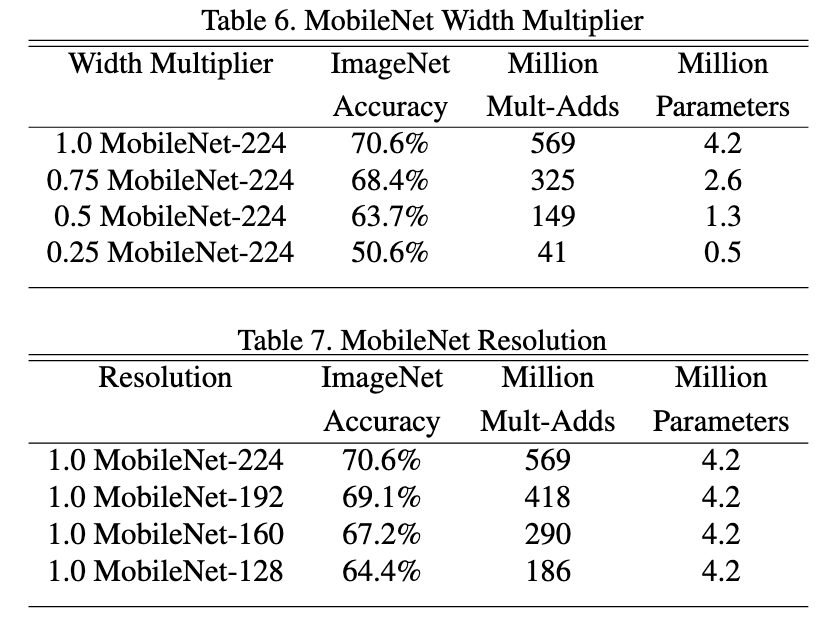 Table 6. MobileNet Width Multiplier
Width Multiplier ImageNet Million Million
Accuracy Mult-Adds Parameters
1.0 MobileNet-224 70.6% 569 4.2
0.75 MobileNet-224 68.4% 325 2.6
0.5 MobileNet-224 63.7% 149 1.3
0.25 MobileNet-224 50.6% 41 0.5
Table 7. MobileNet Resolution
Resolution ImageNet Million Million
Accuracy Mult-Adds Parameters
1.0 MobileNet-224 70.6% 569 4.2
1.0 MobileNet-192 69.1% 418 4.2
1.0 MobileNet-160 67.2% 290 4.2
1.0 MobileNet-128 64.4% 186 4.2